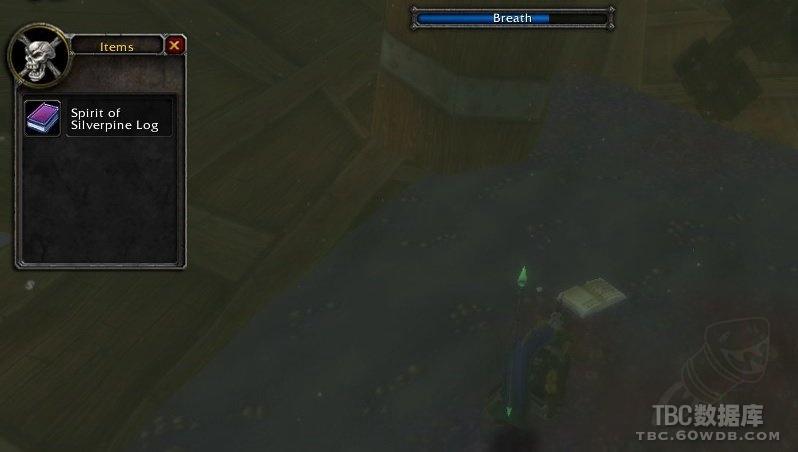 Breath
Items
Spirit of
Silverpine Log
TBC数据库
TBC.60WDB.COM